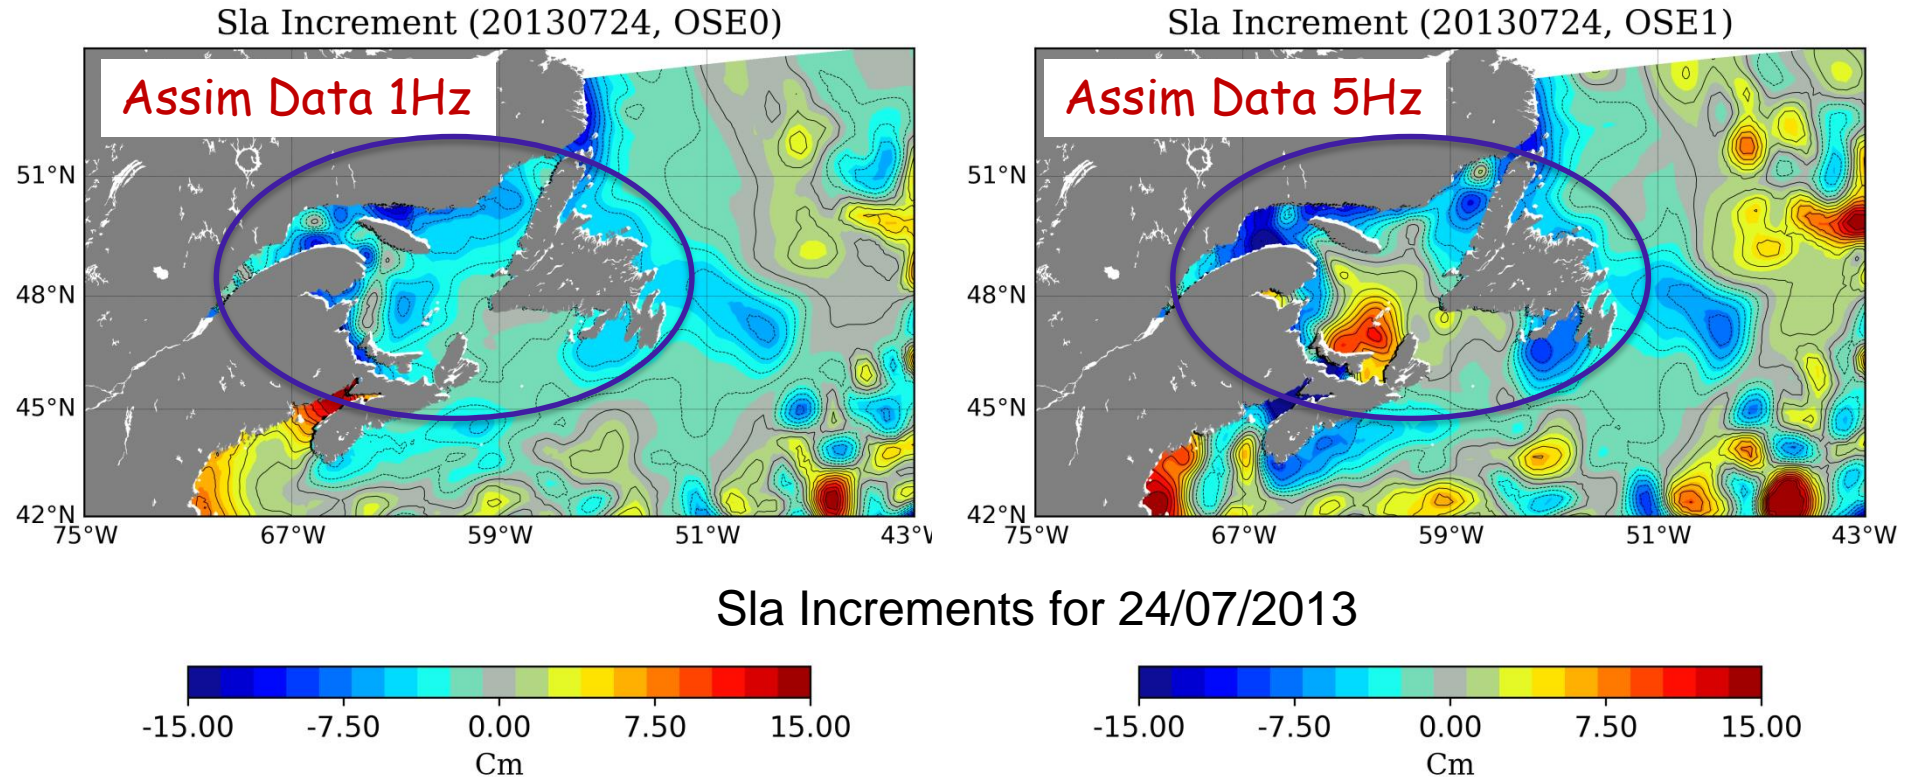 Sla Increment (20130724, OSE0)
Assim Data 1Hz
51°N
48°N
45°N
42°N
75°W 67°W 59°W 51°W 43°W
Sla Increment (20130724, OSE1)
Assim Data 5Hz
51°N
48°N
45°N
42°N
75°W 67°W 59°W 51°W 43°W
Sla Increments for 24/07/2013
-15.00 -7.50 0.00 7.50 15.00
Cm
-15.00 -7.50 0.00 7.50 15.00
Cm